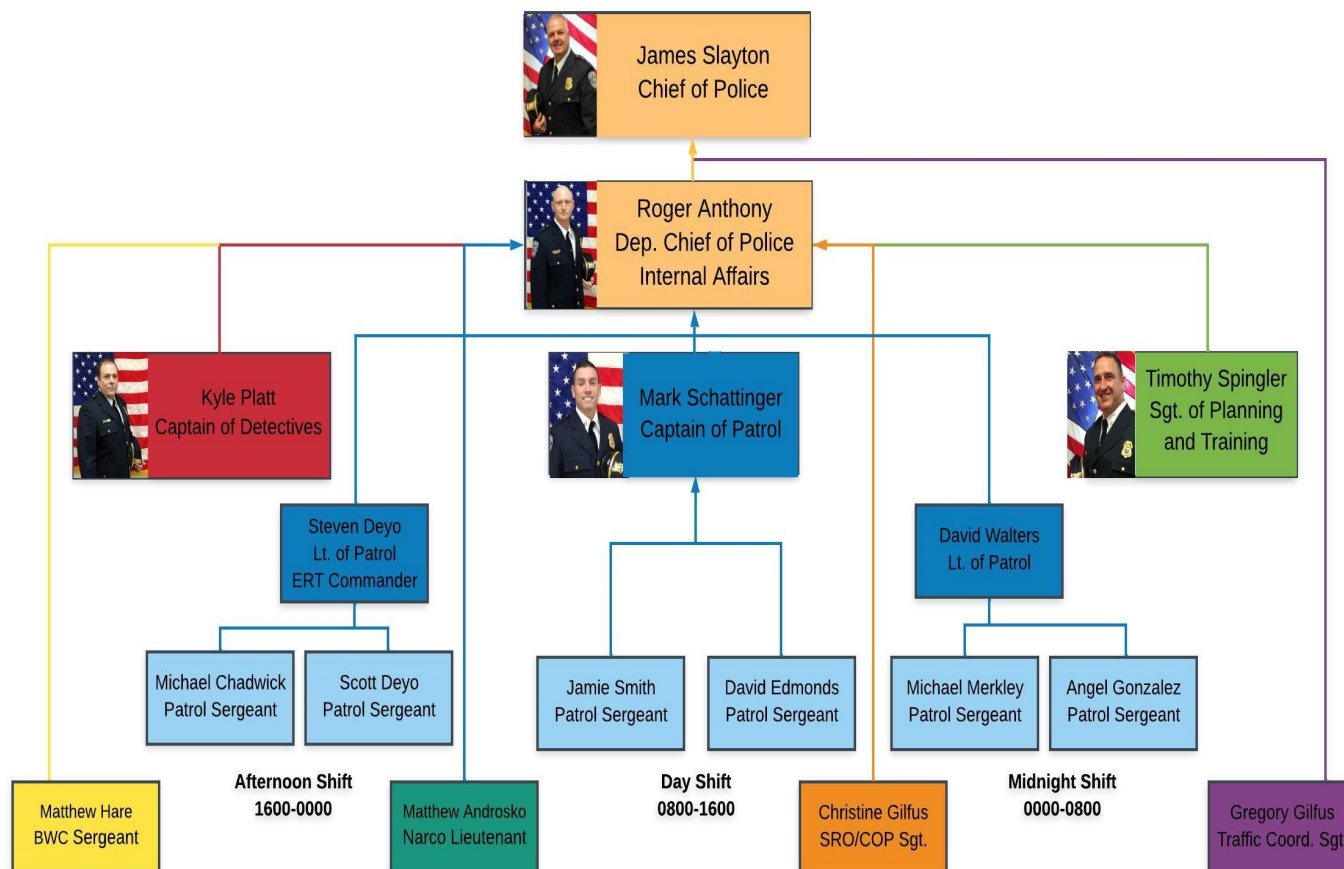 James Slayton
Chief of Police
Roger Anthony
Dep. Chief of Police
Internal Affairs
Kyle Platt
Captain of Detectives
Mark Schattinger
Captain of Patrol
Timothy Spingler
Sgt. of Planning
and Training
Steven Deyo
Lt. of Patrol
ERT Commander
David Walters
Lt. of Patrol
Michael Chadwick
Patrol Sergeant
Scott Deyo
Patrol Sergeant
Jamie Smith
Patrol Sergeant
David Edmonds
Patrol Sergeant
Michael Merkley
Patrol Sergeant
Angel Gonzalez
Patrol Sergeant
Afternoon Shift
1600-0000
Day Shift
0800-1600
Midnight Shift
0000-0800
Matthew Hare
BWC Sergeant
Matthew Androsko
Narco Lieutenant
Christine Gilfus
SRO/COP Sgt.
Gregory Gilfus
Traffic Coord. Sgt